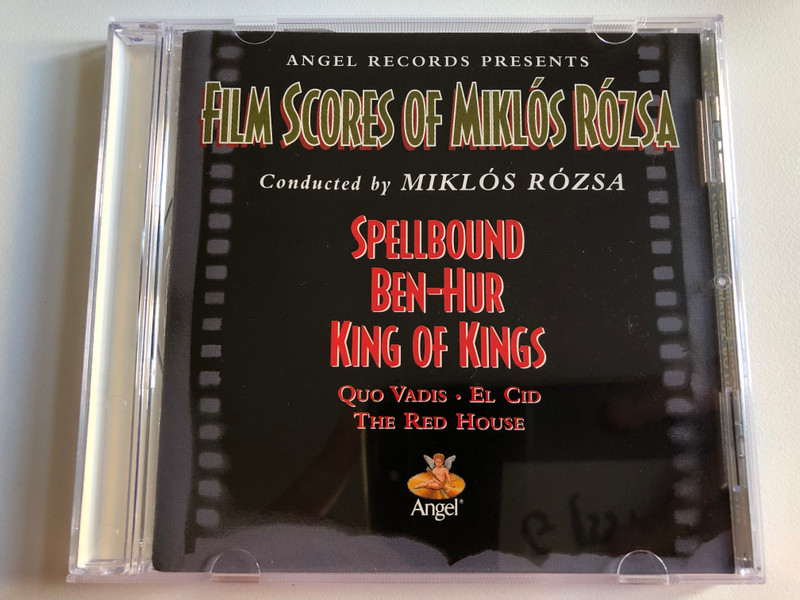 ANGEL RECORDS PRESENTS
FILM SCORES OF MIKLÓS RÓZSA
Conducted by MIKLÓS RÓZSA
SPELLBOUND
BEN-HUR
KING OF KINGS
QUO VADIS · EL CID
THE RED HOUSE
Angel®